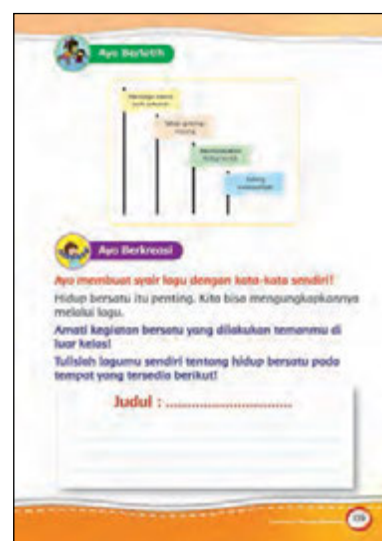 Ayo Berlatih
hidup
Saling
Ayo Berkreasi
Ayo membuat syair lagu dengan kata-kata sendiri!
Hidup bersatu itu penting. Kita bisa mengungkapkannya
melalui lagu.
Amati kegiatan bersatu yang dilakukan temanmu di
luar kelas!
Tulislah lagumu sendiri tentang hidup bersatu pada
tempat yang tersedia berikut!
Judul : ..............................